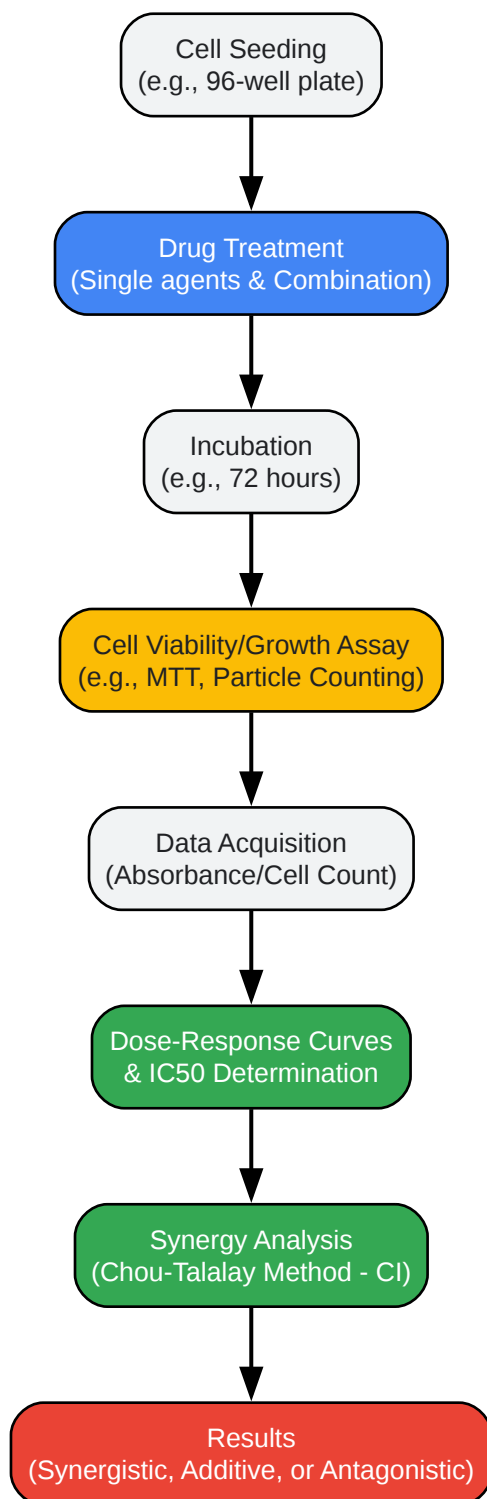 Cell Seeding
(e.g., 96-well plate)
Drug Treatment
(Single agents & Combination)
Incubation
(e.g., 72 hours)
Cell Viability/Growth Assay
(e.g., MTT, Particle Counting)
Data Acquisition
(Absorbance/Cell Count)
Dose-Response Curves
& IC50 Determination
Synergy Analysis
(Chou-Talalay Method - CI)
Results
(Synergistic, Additive, or Antagonistic)